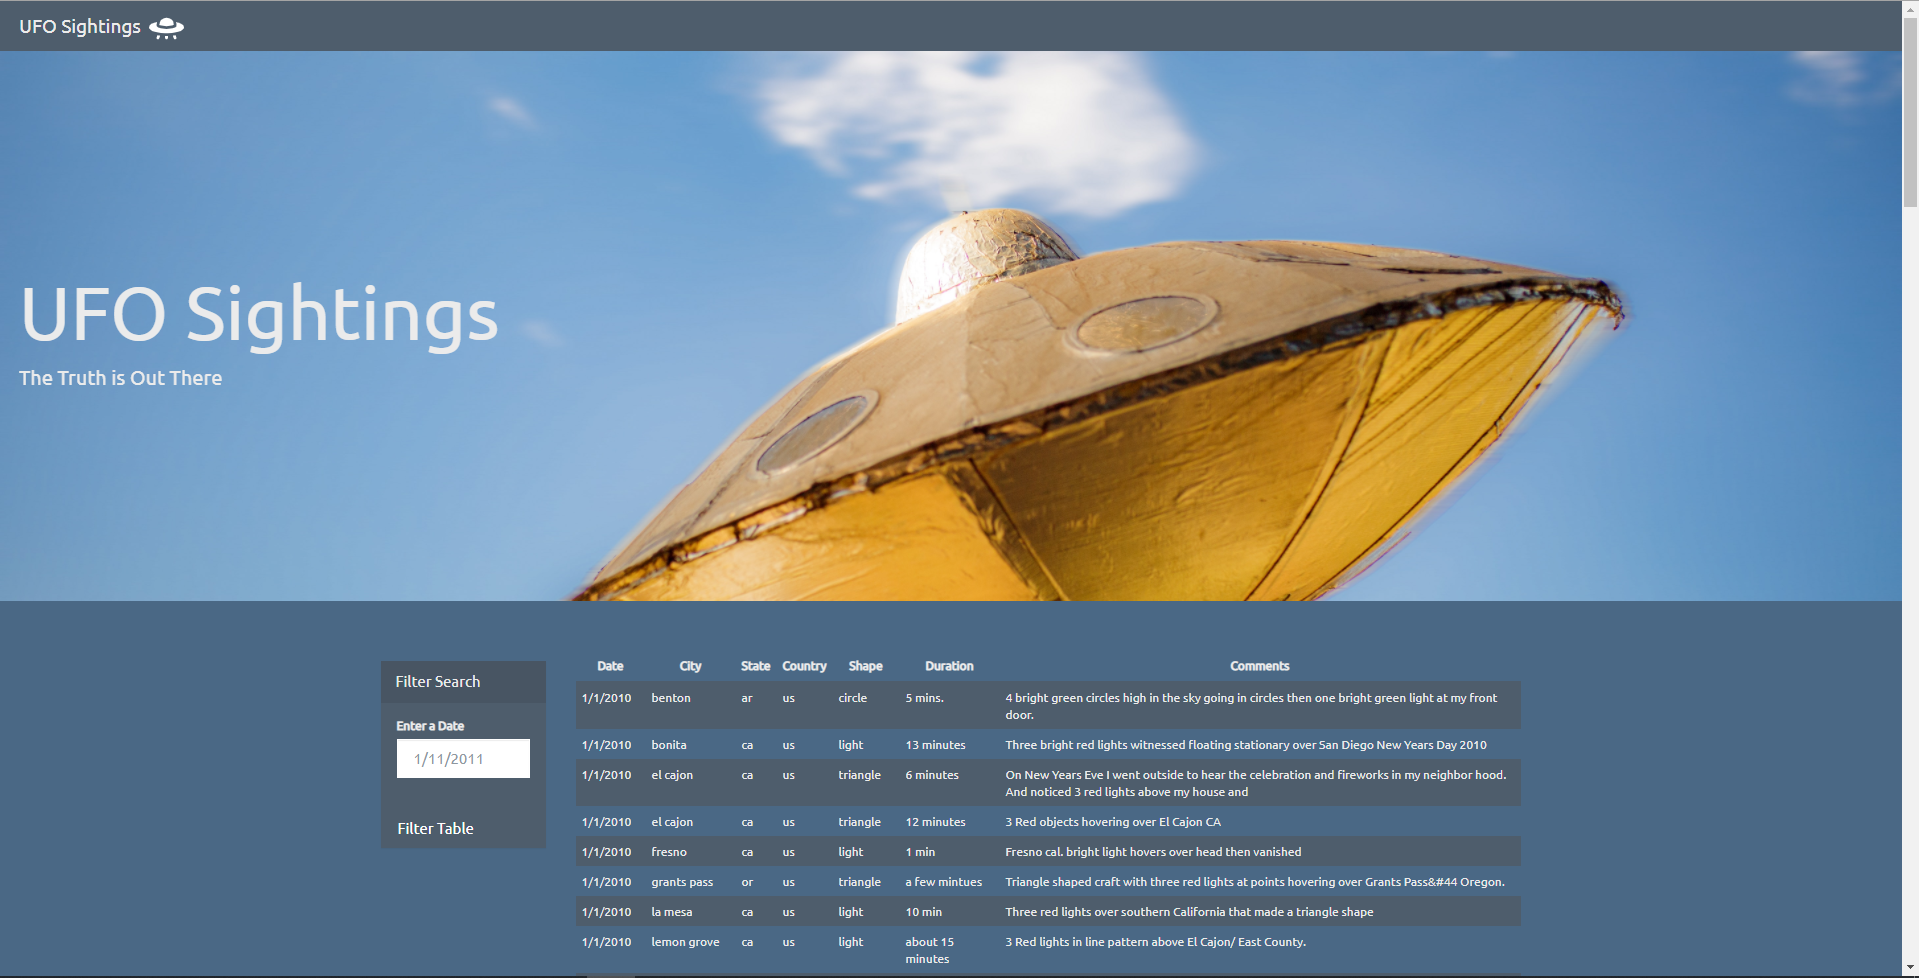 UFO Sightings
UFO Sightings
The Truth is Out There
Filter Search
Enter a Date
1/11/2011
Filter Table
Date City State Country Shape Duration Comments
1/1/2010 benton ar us circle 5 mins. 4 bright green circles high in the sky going in circles then one bright green light at my front
door.
1/1/2010 bonita ca us light 13 minutes Three bright red lights witnessed floating stationary over San Diego New Years Day 2010
1/1/2010 el cajon ca us triangle 6 minutes On New Years Eve I went outside to hear the celebration and fireworks in my neighbor hood.
And noticed 3 red lights above my house and
1/1/2010 el cajon ca us triangle 12 minutes 3 Red objects hovering over El Cajon CA
1/1/2010 fresno ca us light 1 min Fresno cal. bright light hovers over head then vanished
1/1/2010 grants pass or us triangle a few mintues Triangle shaped craft with three red lights at points hovering over Grants Pass&#44 Oregon.
1/1/2010 la mesa ca us light 10 min Three red lights over southern California that made a triangle shape
1/1/2010 lemon grove ca us light about 15 3 Red lights in line pattern above El Cajon/ East County.
minutes